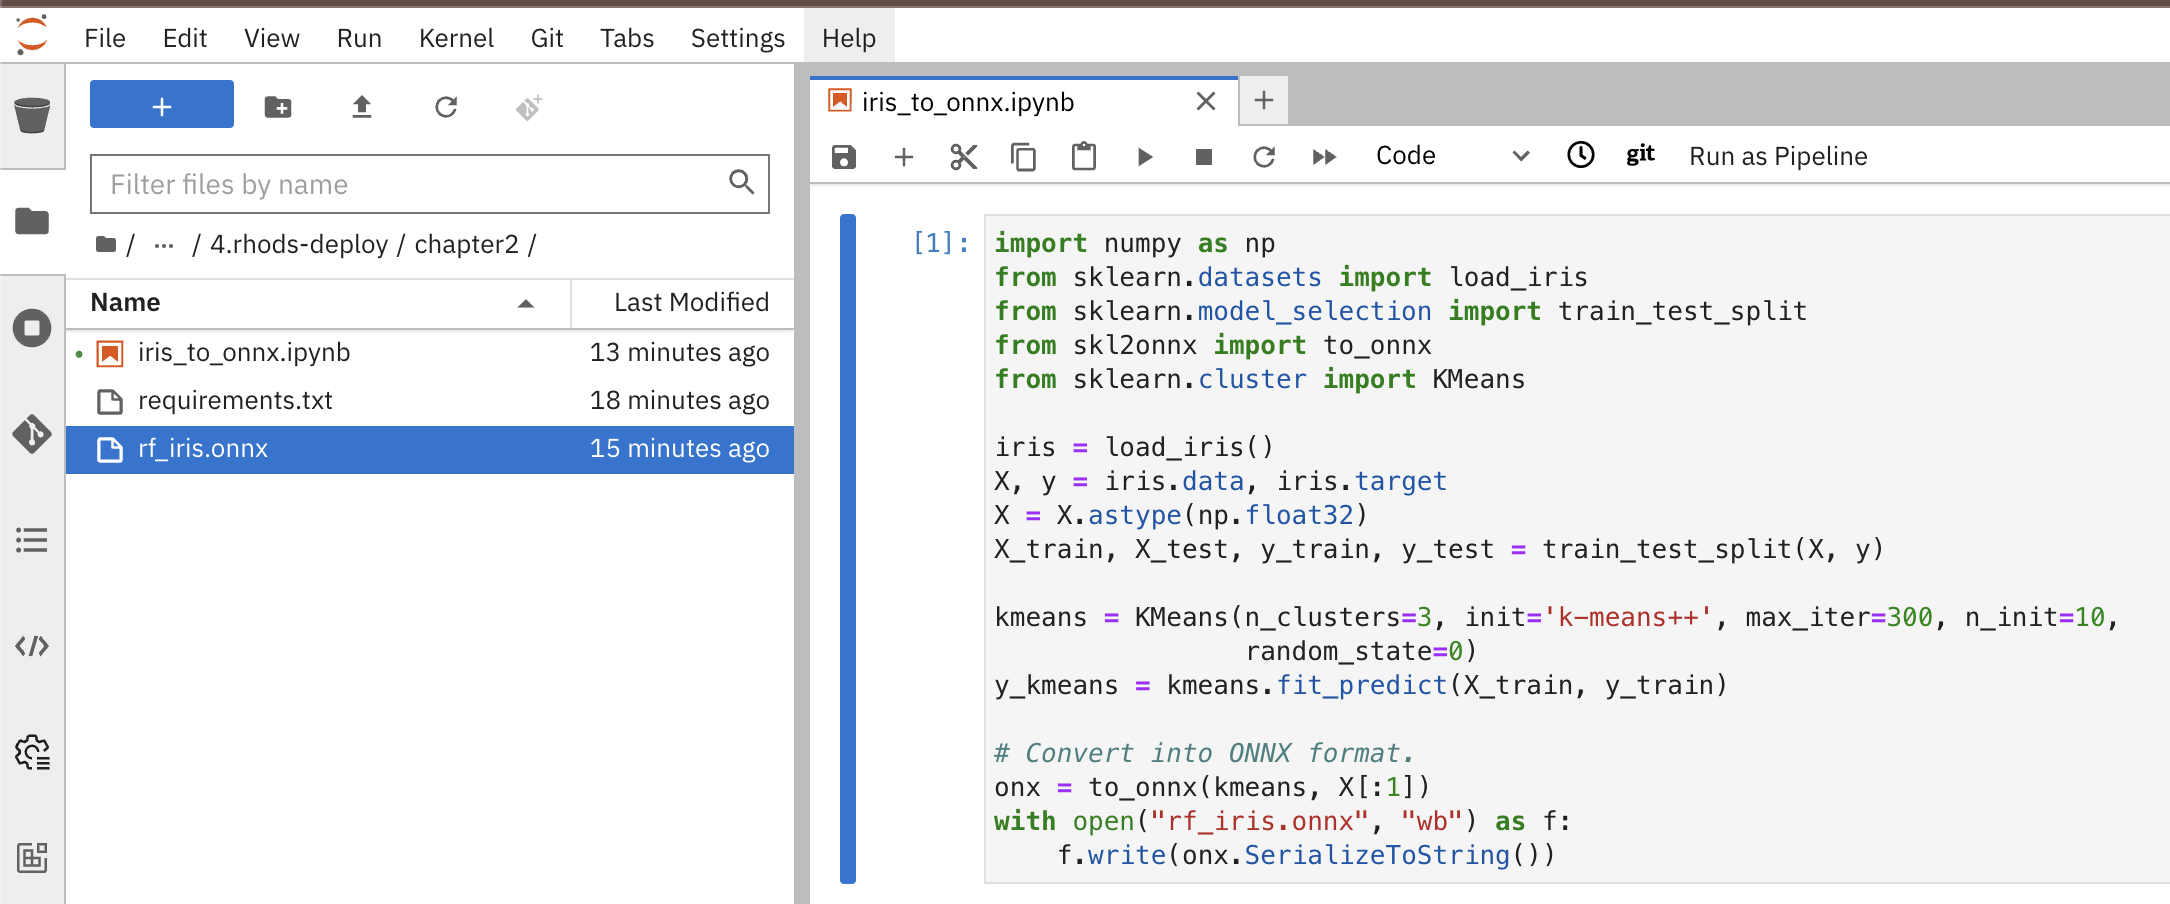 File Edit View Run Kernel Git Tabs Settings Help
+
Filter files by name
/ ... / 4.rhods-deploy / chapter2 /
Name Last Modified
iris_to_onnx.ipynb 13 minutes ago
requirements.txt 18 minutes ago
rf_iris.onnx 15 minutes ago
iris_to_onnx.ipynb
Code git Run as Pipeline
[1]:
import numpy as np
from sklearn.datasets import load_iris
from sklearn.model_selection import train_test_split
from skl2onnx import to_onnx
from sklearn.cluster import KMeans
iris = load_iris()
X, y = iris.data, iris.target
X = X.astype(np.float32)
X_train, X_test, y_train, y_test = train_test_split(X, y)
kmeans = KMeans(n_clusters=3, init='k-means++', max_iter=300, n_init=10,
random_state=0)
y_kmeans = kmeans.fit_predict(X_train, y_train)
# Convert into ONNX format.
onx = to_onnx(kmeans, X[:1])
with open("rf_iris.onnx", "wb") as f:
f.write(onx.SerializeToString())